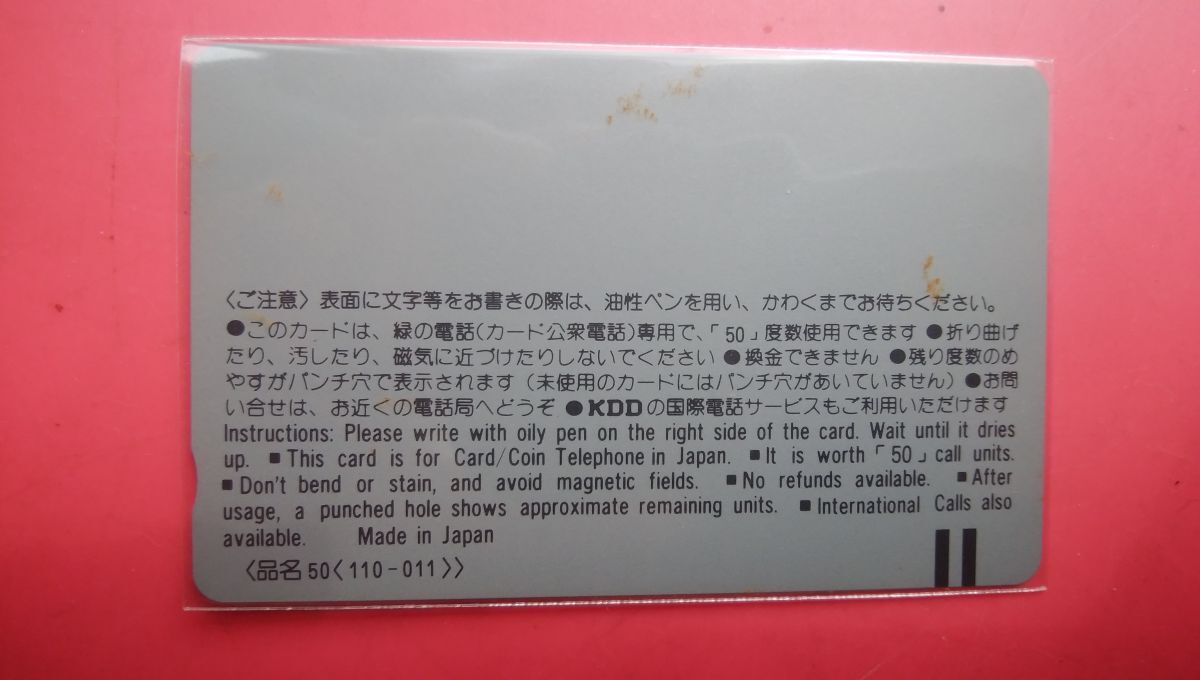 〈ご注意〉表面に文字等をお書きの際は、油性ペンを用い、かわくまでお待ちください。
●このカードは、緑の電話(カード公衆電話)専用で、「50」度数使用できます ●折り曲げ
たり、汚したり、磁気に近づけたりしないでください ●換金できません ●残り度数のめ
やすがパンチ穴で表示されます(未使用のカードにはパンチ穴があいていません) ●お問
い合せは、お近くの電話局へどうぞ ●KDDの国際電話サービスもご利用いただけます
Instructions: Please write with oily pen on the right side of the card. Wait until it dries
up. ■This card is for Card/Coin Telephone in Japan. ■It is worth「50」call units.
■Don't bend or stain, and avoid magnetic fields. ■No refunds available. ■After
usage, a punched hole shows approximate remaining units. ■International Calls also
available. Made in Japan
〈品名 50〈110-011〉〉